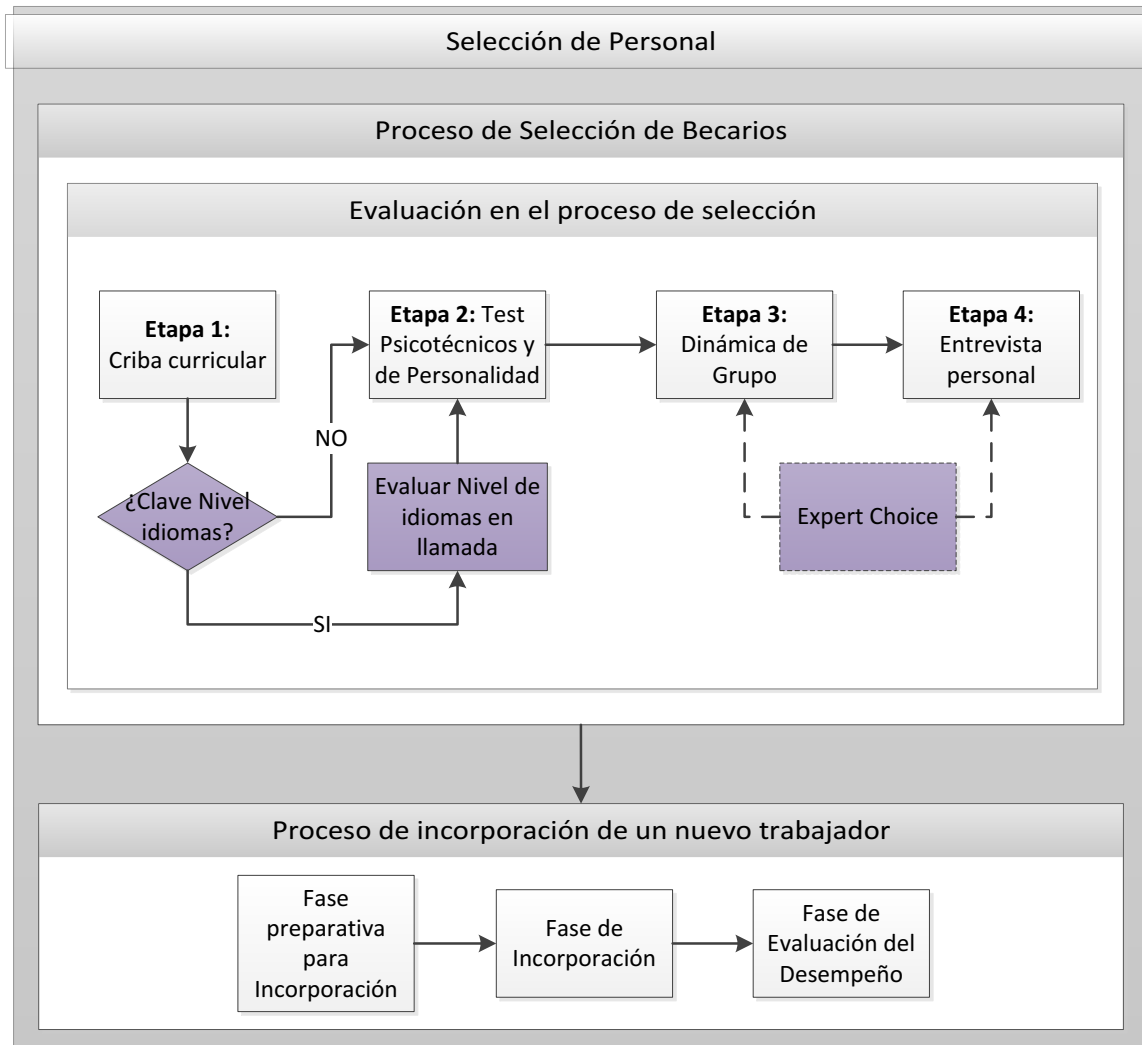 Selección de Personal
Proceso de Selección de Becarios
Evaluación en el proceso de selección
Etapa 1:
Criba curricular
Etapa 2: Test
Psicotécnicos y
de Personalidad
Etapa 3:
Dinámica de
Grupo
Etapa 4:
Entrevista
personal
NO
¿Clave Nivel
idiomas?
Evaluar Nivel de
idiomas en
llamada
Expert Choice
SI
Proceso de incorporación de un nuevo trabajador
Fase
preparativa
para
Incorporación
Fase de
Incorporación
Fase de
Evaluación del
Desempeño